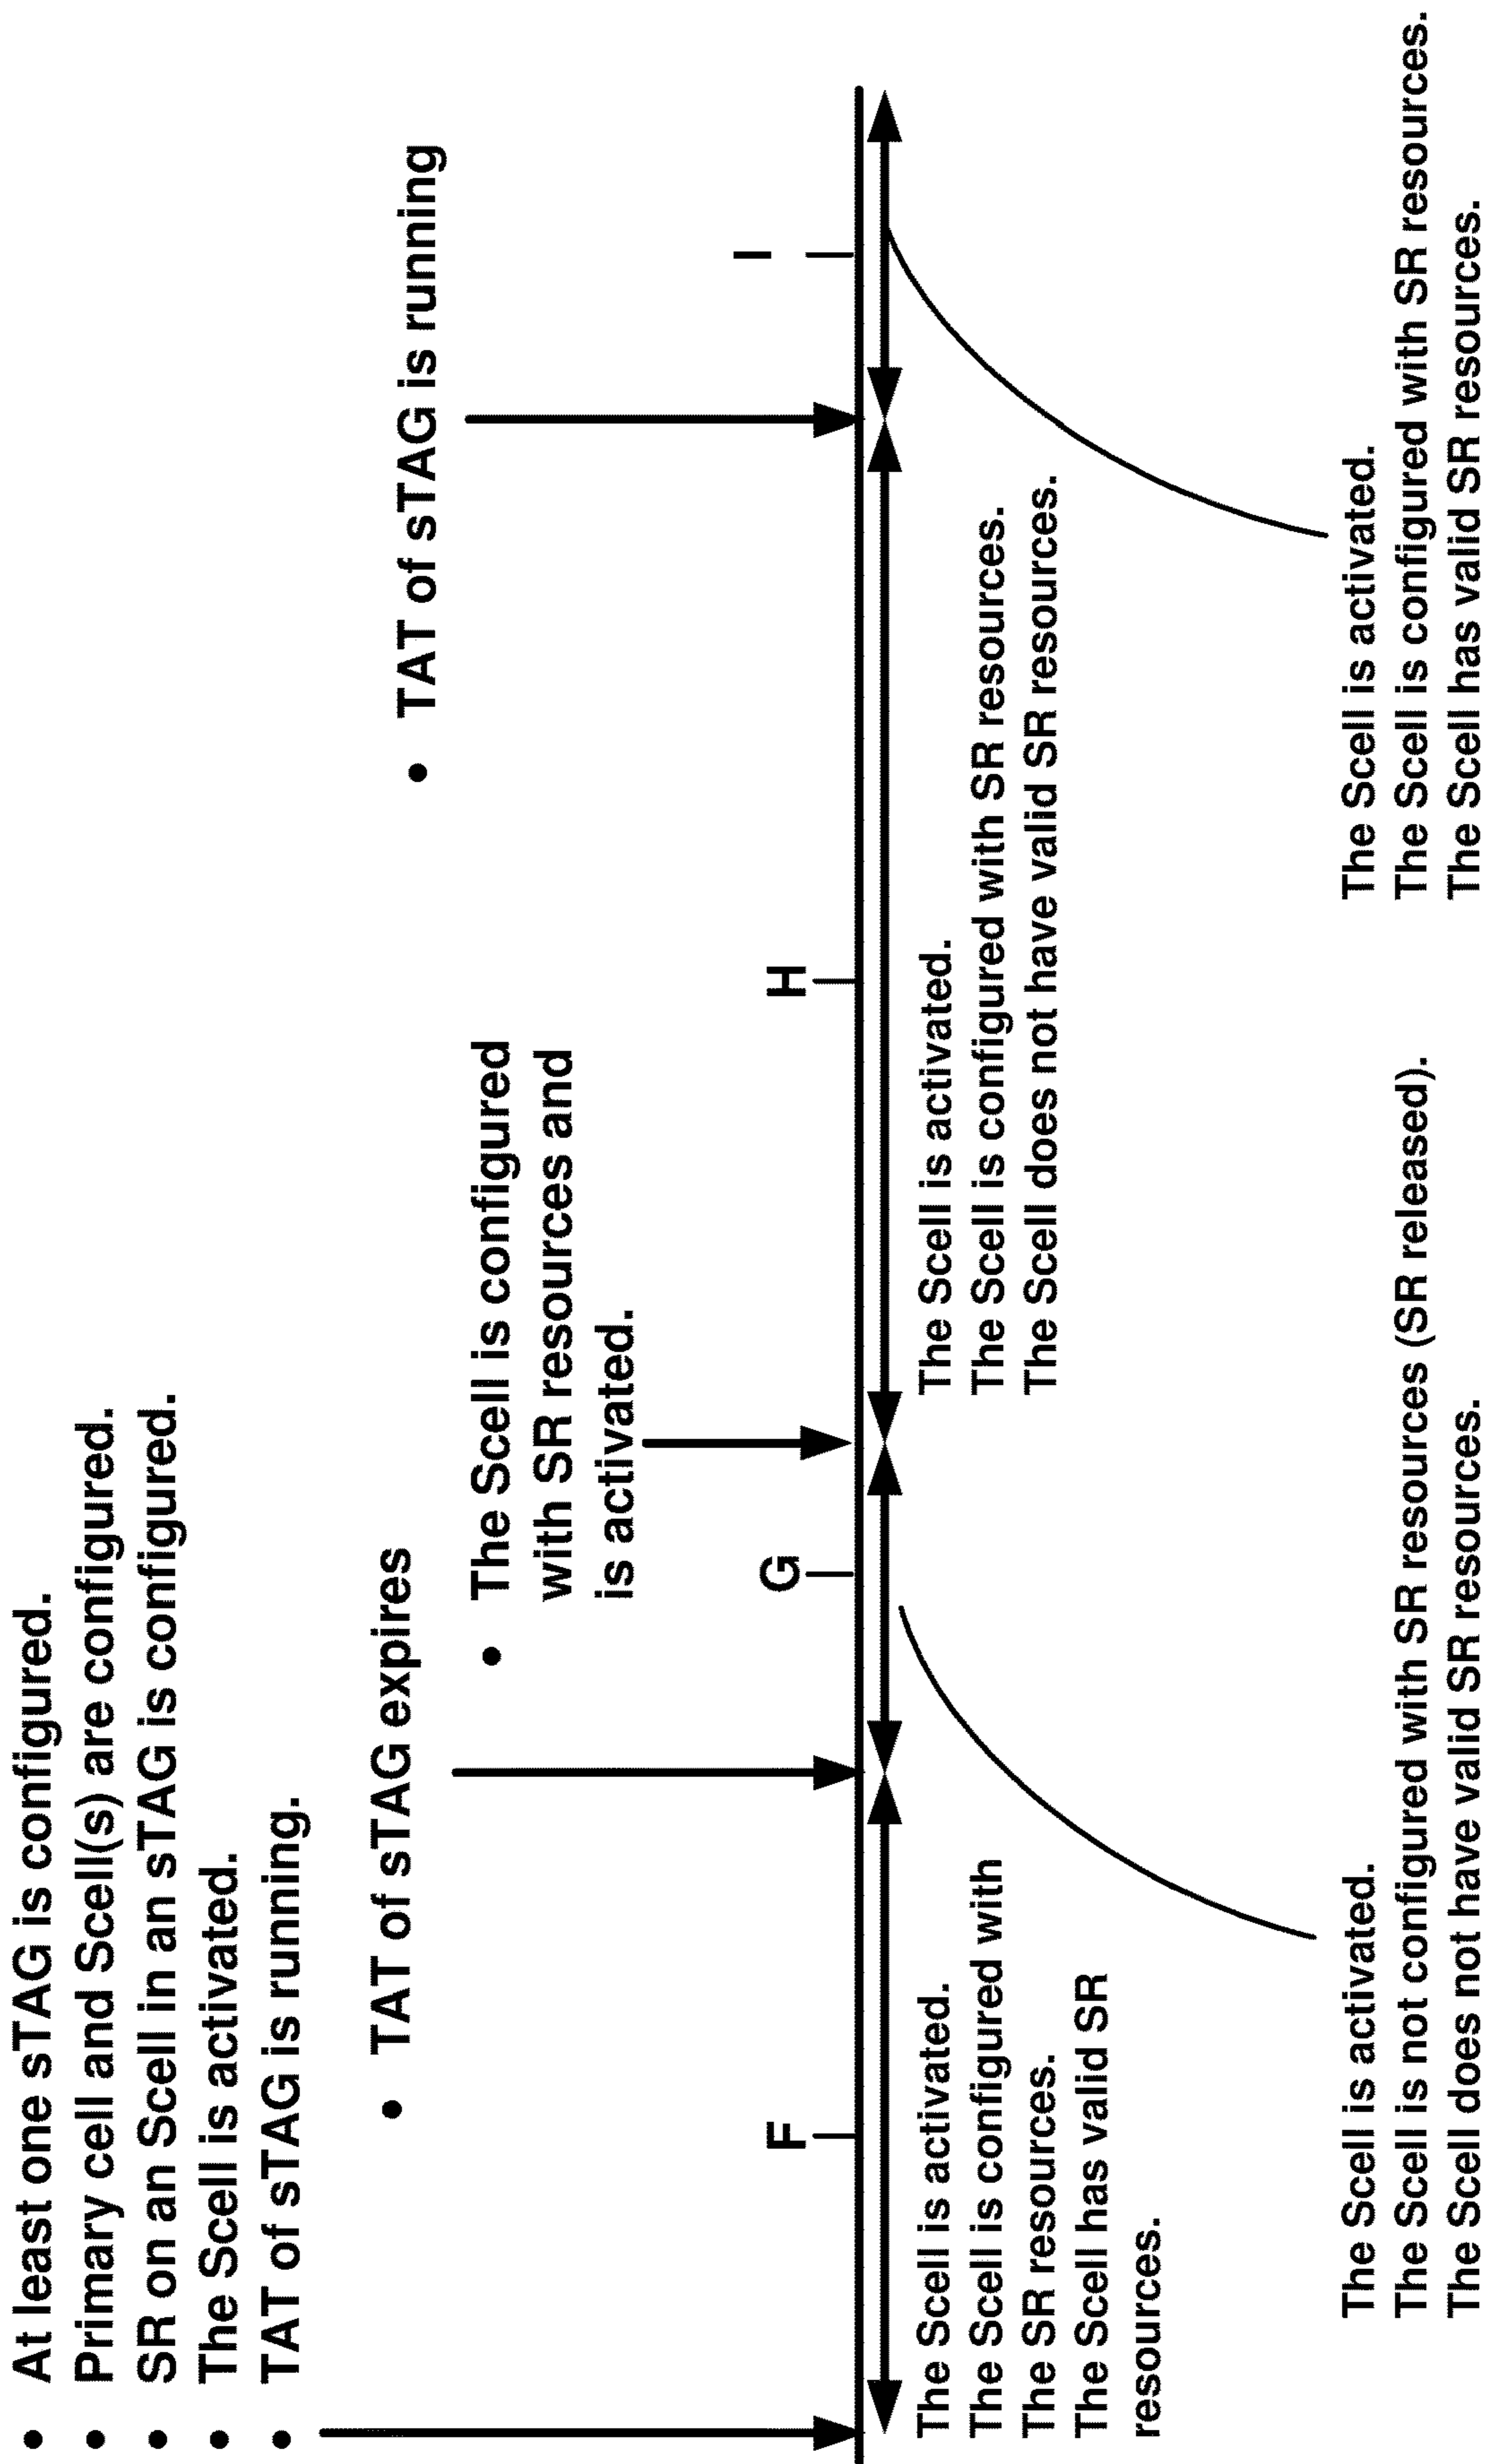 • At least one sTAG is configured.
• Primary cell and Scell(s) are configured.
• SR on an Scell in an sTAG is configured.
• The Scell is activated.
• TAT of sTAG is running.
• TAT of sTAG expires
• The Scell is configured
with SR resources and
is activated.
• TAT of sTAG is running
F
G
H
I
The Scell is activated.
The Scell is configured with
The SR resources.
The Scell has valid SR
resources.
The Scell is activated.
The Scell is configured with SR resources.
The Scell does not have valid SR resources.
The Scell is activated.
The Scell is not configured with SR resources (SR released).
The Scell does not have valid SR resources.
The Scell is activated.
The Scell is configured with SR resources.
The Scell has valid SR resources.